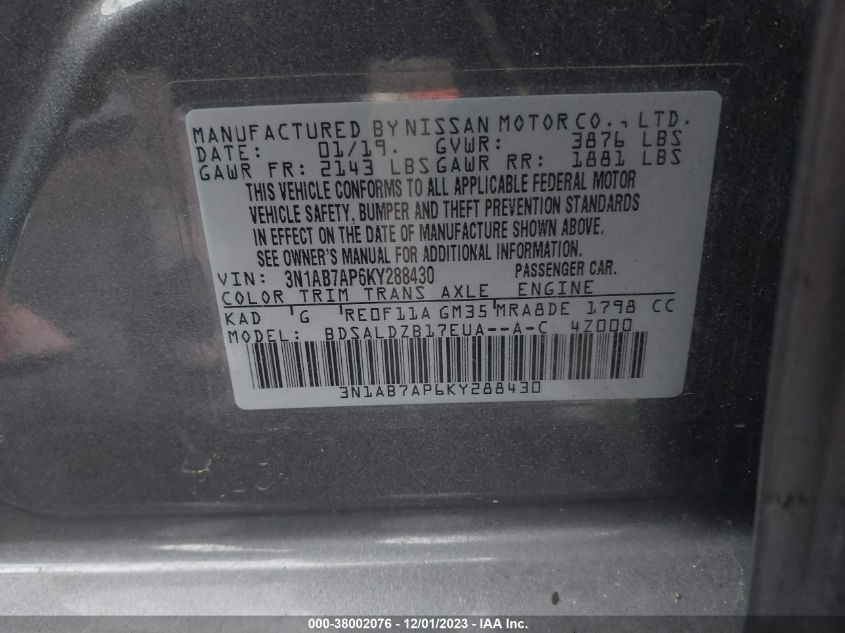 MANUFACTURED BY NISSAN MOTOR CO., LTD.
DATE: 01/19. GVWR: 3876 LBS
GAWR FR: 2143 LBS GAWR RR: 1881 LBS
THIS VEHICLE CONFORMS TO ALL APPLICABLE FEDERAL MOTOR
VEHICLE SAFETY, BUMPER AND THEFT PREVENTION STANDARDS
IN EFFECT ON THE DATE OF MANUFACTURE SHOWN ABOVE.
SEE OWNER'S MANUAL FOR ADDITIONAL INFORMATION.
VIN: 3N1AB7AP6KY288430 PASSENGER CAR.
COLOR TRIM TRANS AXLE ENGINE
KAD G RE0F11A GM35 MRA8DE 1798 CC
MODEL: BDSALDZB17EUA--A-C 4Z000
3N1AB7AP6KY288430
000-38002076 - 12/01/2023 - IAA Inc.